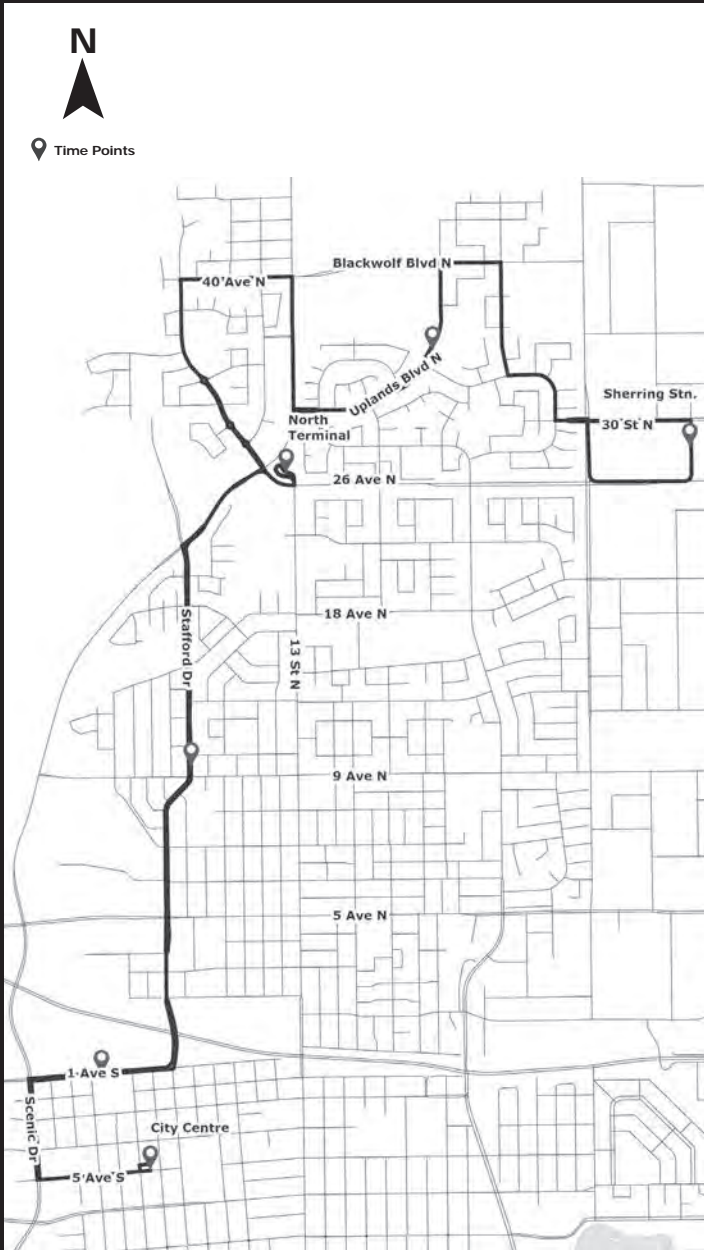 N
Time Points
Blackwolf Blvd N
40 Ave N
Uplands Blvd N
Sherring Stn.
30 St N
North
Terminal
26 Ave N
18 Ave N
Stafford Dr
13 St N
9 Ave N
5 Ave N
1 Ave S
Scenic Dr
City Centre
5 Ave S